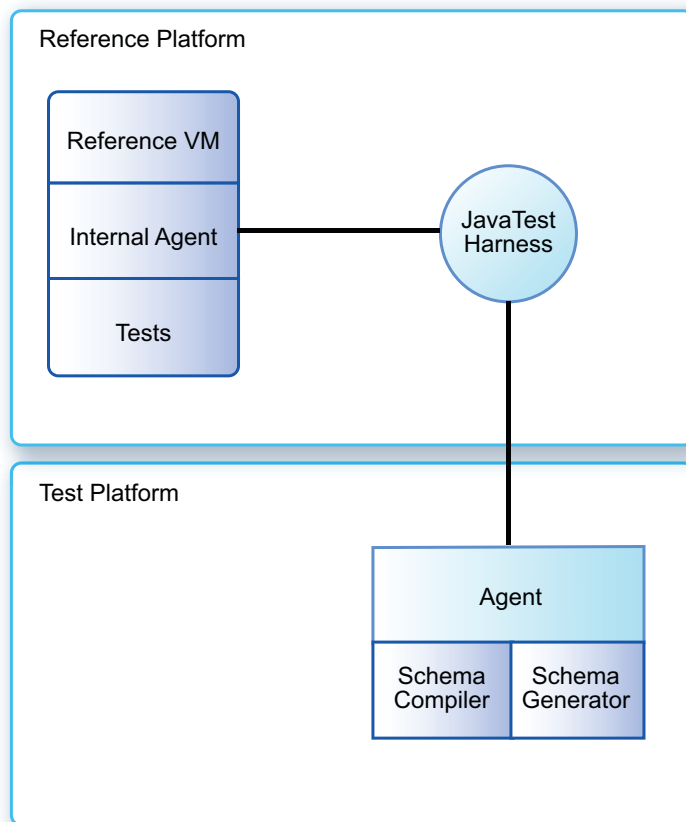 Reference Platform
Reference VM
Internal Agent
Tests
JavaTest
Harness
Test Platform
Agent
Schema
Compiler
Schema
Generator